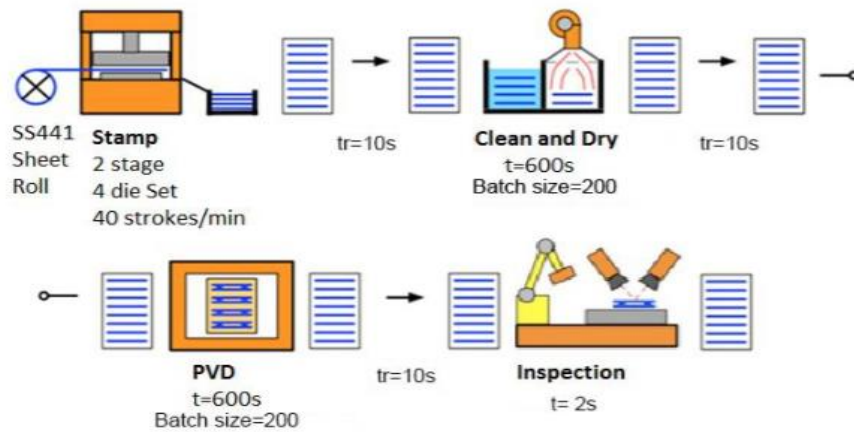 SS441
Sheet
Roll
Stamp
2 stage
4 die Set
40 strokes/min
tr=10s
Clean and Dry
t=600s
Batch size=200
tr=10s
PVD
t=600s
Batch size=200
tr=10s
Inspection
t= 2s